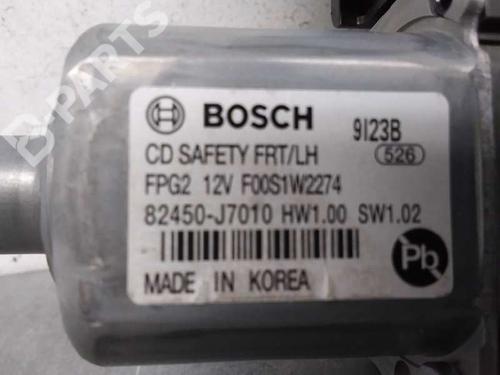 B-PARTS
BOSCH 9I23B
CD SAFETY FRT/LH 526
FPG2 12V F00S1W2274
82450-J7010 HW1.00 SW1.02
Pb
MADE IN KOREA